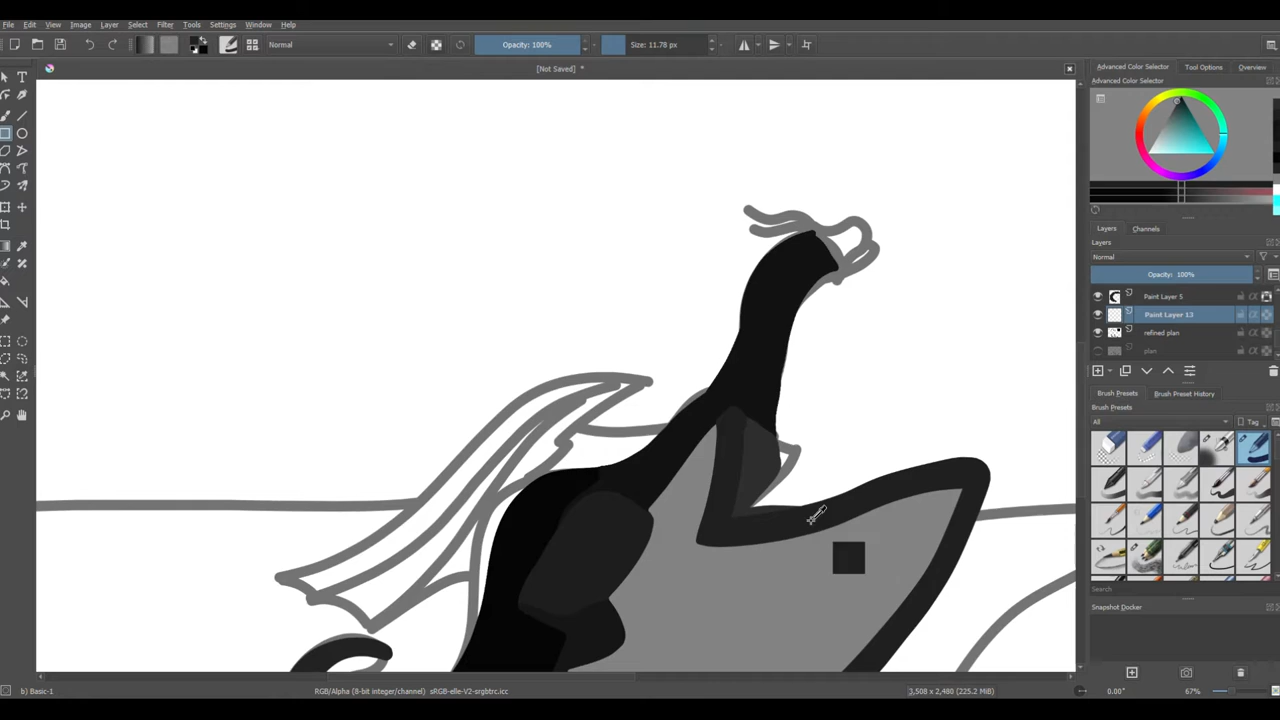 File Edit View Image Layer Select Filter Tools Settings Window Help
Normal Opacity: 100% Size: 11.78 px
[Not Saved] *
Advanced Color Selector Tool Options Overview
Advanced Color Selector
Layers Channels
Layers
Normal
Opacity: 100%
Paint Layer 5
Paint Layer 13
refined plan
plan
Brush Presets Brush Preset History
Brush Presets
All Tag
Search
Snapshot Docker
b) Basic-1 RGB/Alpha (8-bit integer/channel) sRGB-elle-V2-srgbtrc.icc 3,508 x 2,480 (225.2 MiB) 0.00° 67%